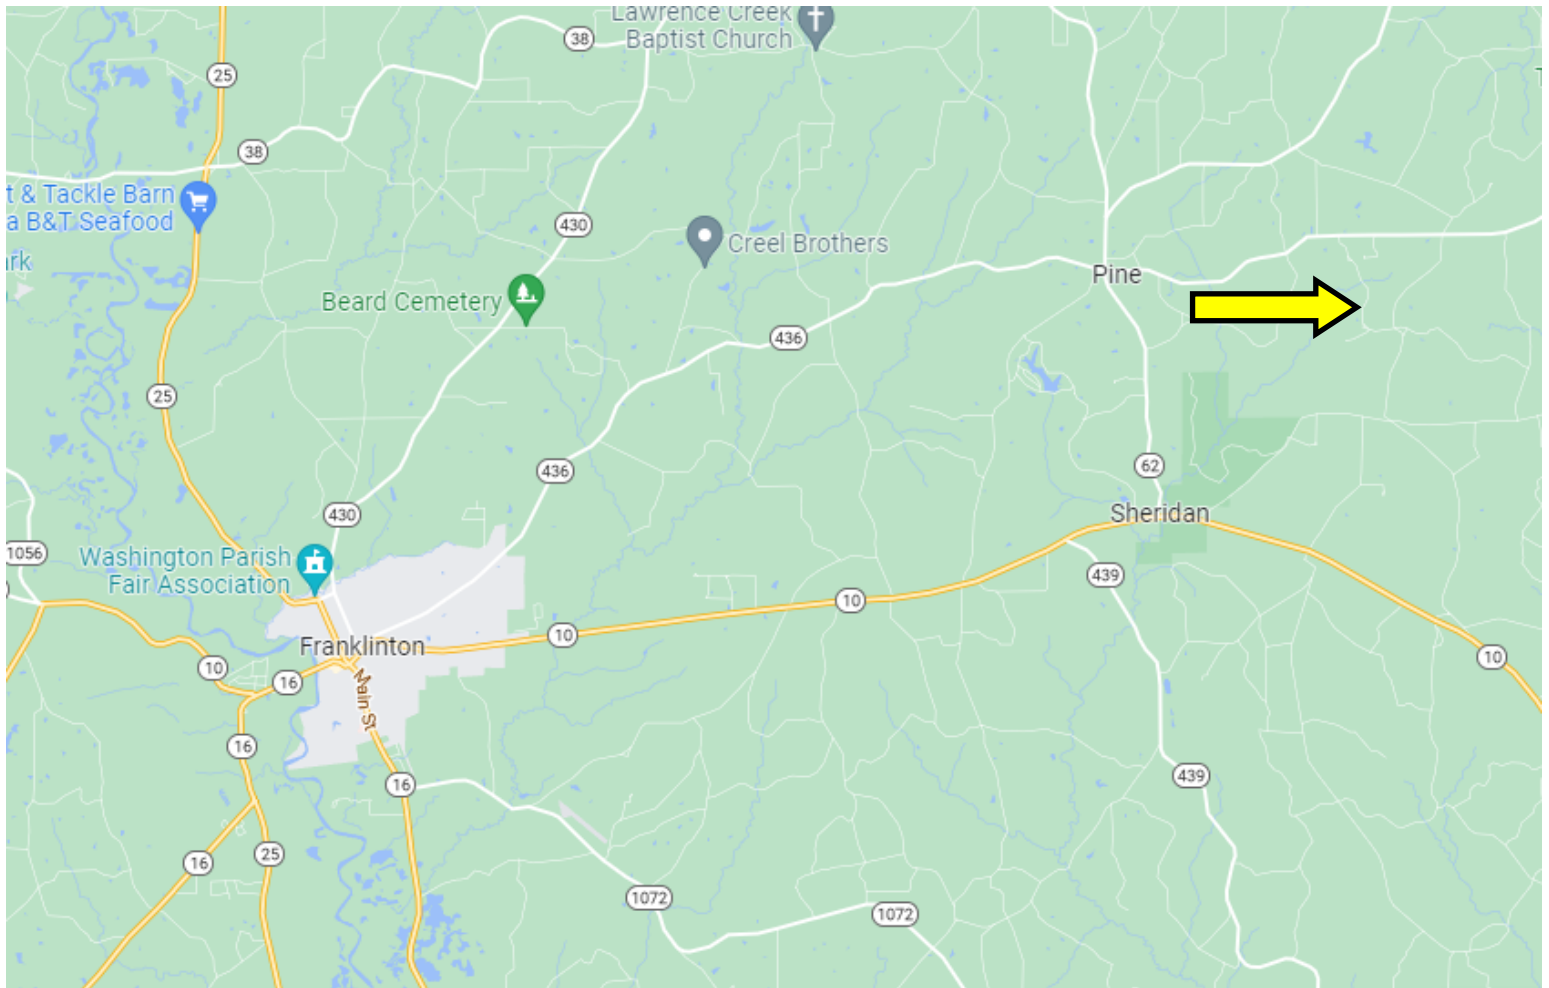 Lawrence Creek
Baptist Church
38
25
38
t & Tackle Barn
a B&T Seafood
430
Creel Brothers
ark
Pine
Beard Cemetery
436
25
436
62
430
Sheridan
1056
Washington Parish
Fair Association
439
10
Franklinton
10
10
10
16
Main St
16
439
16
16
25
1072
1072